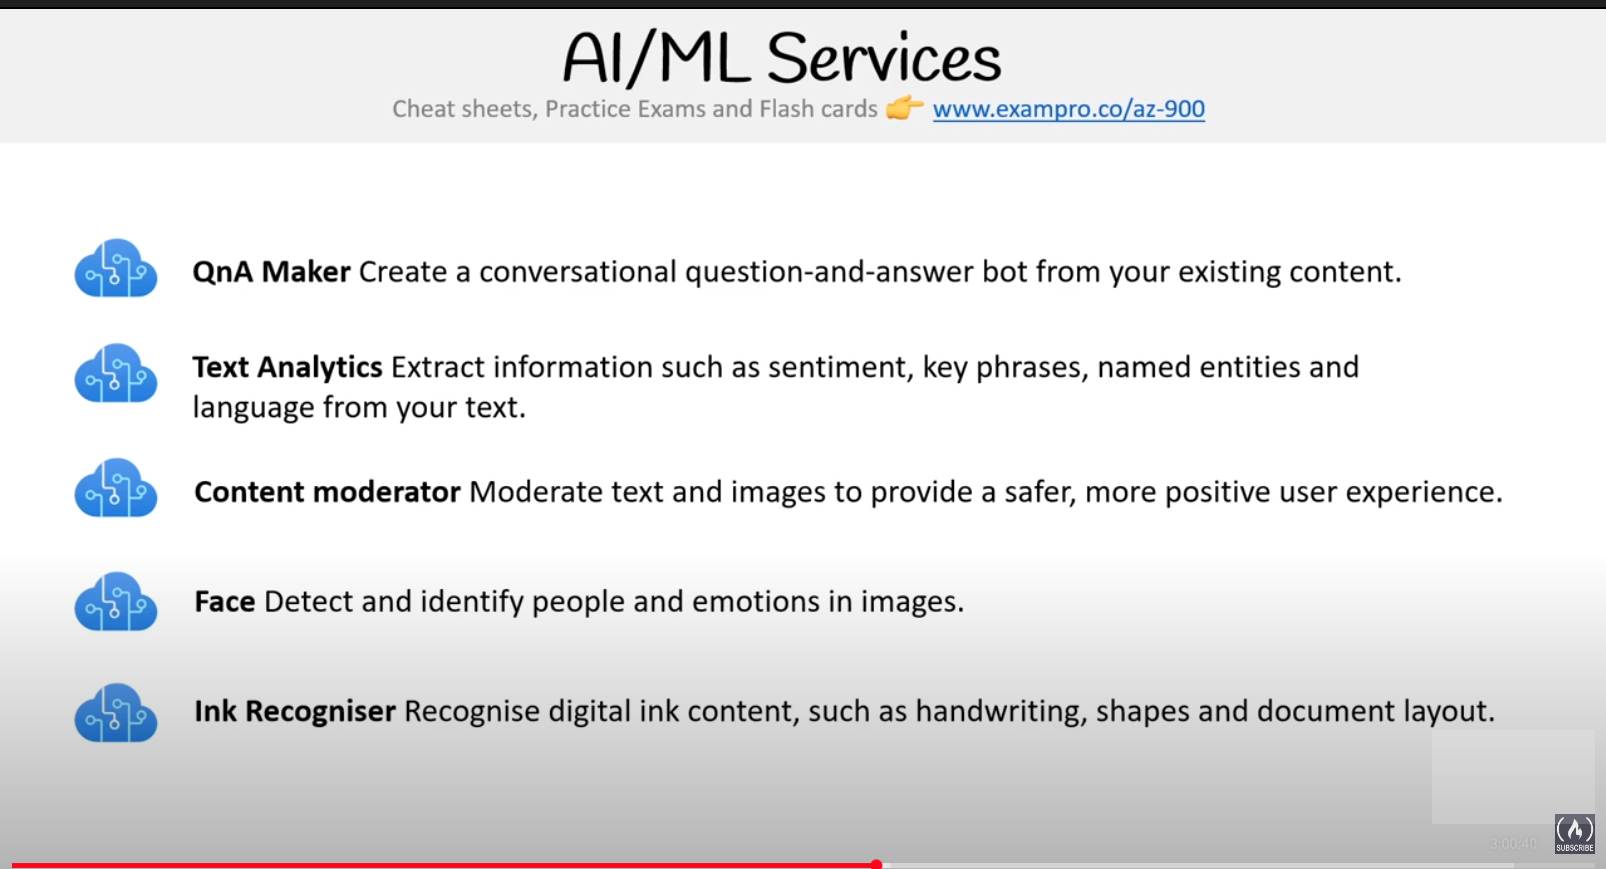 AI/ML Services
Cheat sheets, Practice Exams and Flash cards 👉 www.exampro.co/az-900
QnA Maker Create a conversational question-and-answer bot from your existing content.
Text Analytics Extract information such as sentiment, key phrases, named entities and
language from your text.
Content moderator Moderate text and images to provide a safer, more positive user experience.
Face Detect and identify people and emotions in images.
Ink Recogniser Recognise digital ink content, such as handwriting, shapes and document layout.
3:00:40
SUBSCRIBE